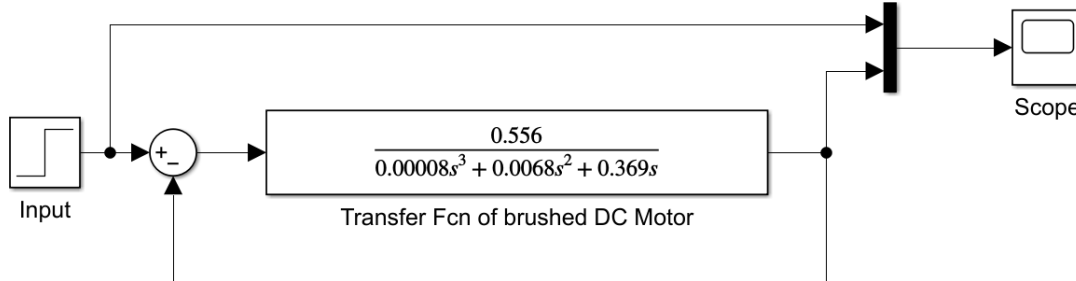 Scope
Input
+
−
0.556
0.00008s³ + 0.0068s² + 0.369s
Transfer Fcn of brushed DC Motor